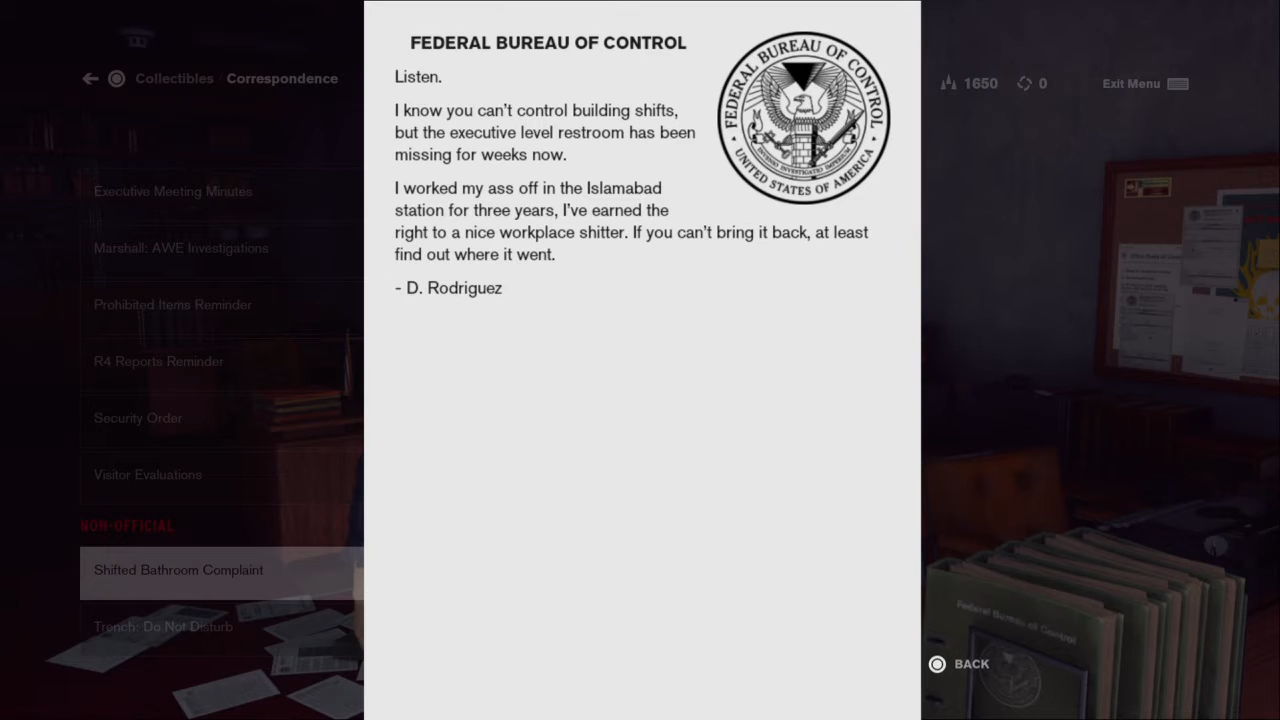 Collectibles / Correspondence
1650
0
Exit Menu
Executive Meeting Minutes
Marshall: AWE Investigations
Prohibited Items Reminder
R4 Reports Reminder
Security Order
Visitor Evaluations
NON-OFFICIAL
Shifted Bathroom Complaint
Trench: Do Not Disturb
FEDERAL BUREAU OF CONTROL
Listen.
I know you can't control building shifts,
but the executive level restroom has been
missing for weeks now.
I worked my ass off in the Islamabad
station for three years, I've earned the
right to a nice workplace shitter. If you can't bring it back, at least
find out where it went.
- D. Rodriguez
FEDERAL BUREAU OF CONTROL
UNITED STATES OF AMERICA
Federal Bureau of Control
BACK